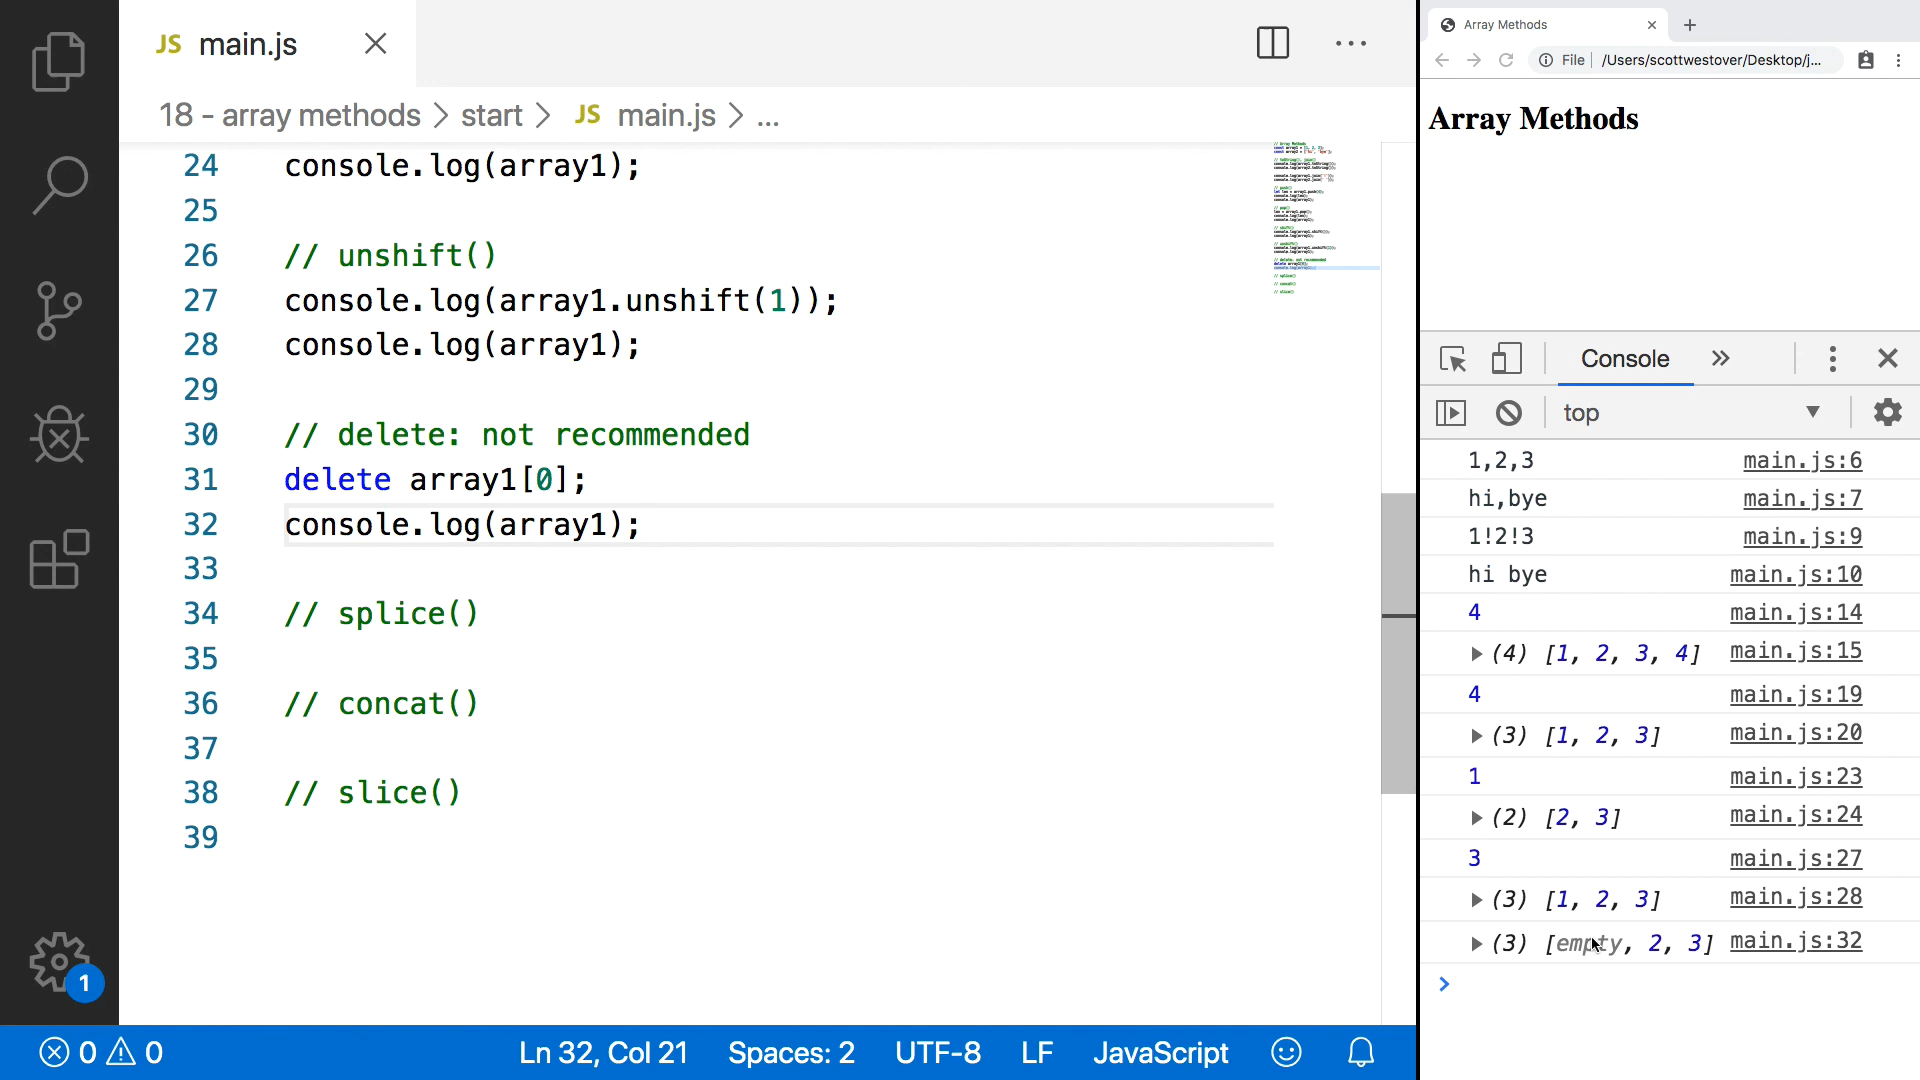 JS main.js
18 - array methods > start > JS main.js > ...
24 console.log(array1);
25
26 // unshift()
27 console.log(array1.unshift(1));
28 console.log(array1);
29
30 // delete: not recommended
31 delete array1[0];
32 console.log(array1);
33
34 // splice()
35
36 // concat()
37
38 // slice()
39
1
0 0
Ln 32, Col 21 Spaces: 2 UTF-8 LF JavaScript
Array Methods
File /Users/scottwestover/Desktop/j...
Array Methods
Console
top
1,2,3 main.js:6
hi,bye main.js:7
1!2!3 main.js:9
hi bye main.js:10
4 main.js:14
(4) [1, 2, 3, 4] main.js:15
4 main.js:19
(3) [1, 2, 3] main.js:20
1 main.js:23
(2) [2, 3] main.js:24
3 main.js:27
(3) [1, 2, 3] main.js:28
(3) [empty, 2, 3] main.js:32